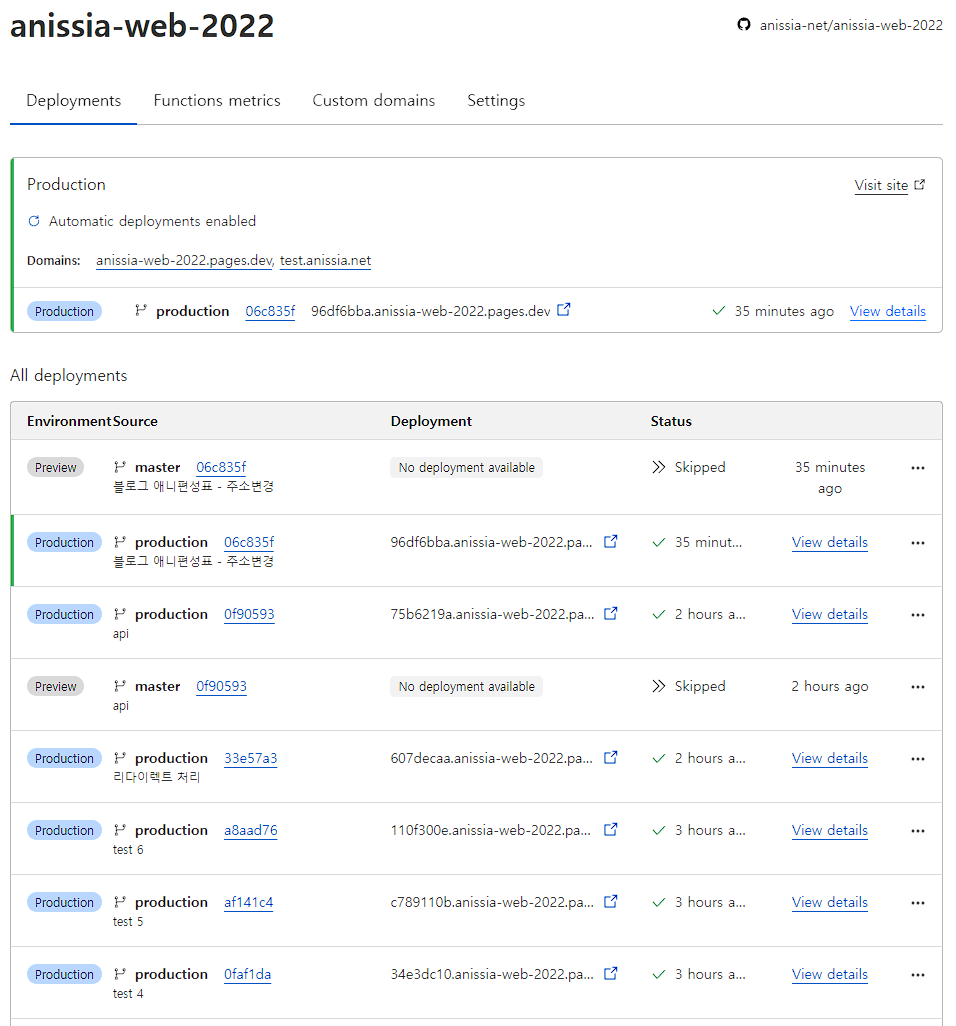 anissia-web-2022
anissia-net/anissia-web-2022
Deployments Functions metrics Custom domains Settings
Production
Visit site
Automatic deployments enabled
Domains: anissia-web-2022.pages.dev, test.anissia.net
Production production 06c835f 96df6bba.anissia-web-2022.pages.dev 35 minutes ago View details
All deployments
Environment Source Deployment Status
Preview master 06c835f No deployment available Skipped 35 minutes ago
블로그 애니편성표 - 주소변경
Production production 06c835f 96df6bba.anissia-web-2022.pa... 35 minut... View details
블로그 애니편성표 - 주소변경
Production production 0f90593 75b6219a.anissia-web-2022.pa... 2 hours a... View details
api
Preview master 0f90593 No deployment available Skipped 2 hours ago
api
Production production 33e57a3 607decaa.anissia-web-2022.pa... 2 hours a... View details
리다이렉트 처리
Production production a8aad76 110f300e.anissia-web-2022.pa... 3 hours a... View details
test 6
Production production af141c4 c789110b.anissia-web-2022.pa... 3 hours a... View details
test 5
Production production 0faf1da 34e3dc10.anissia-web-2022.pa... 3 hours a... View details
test 4